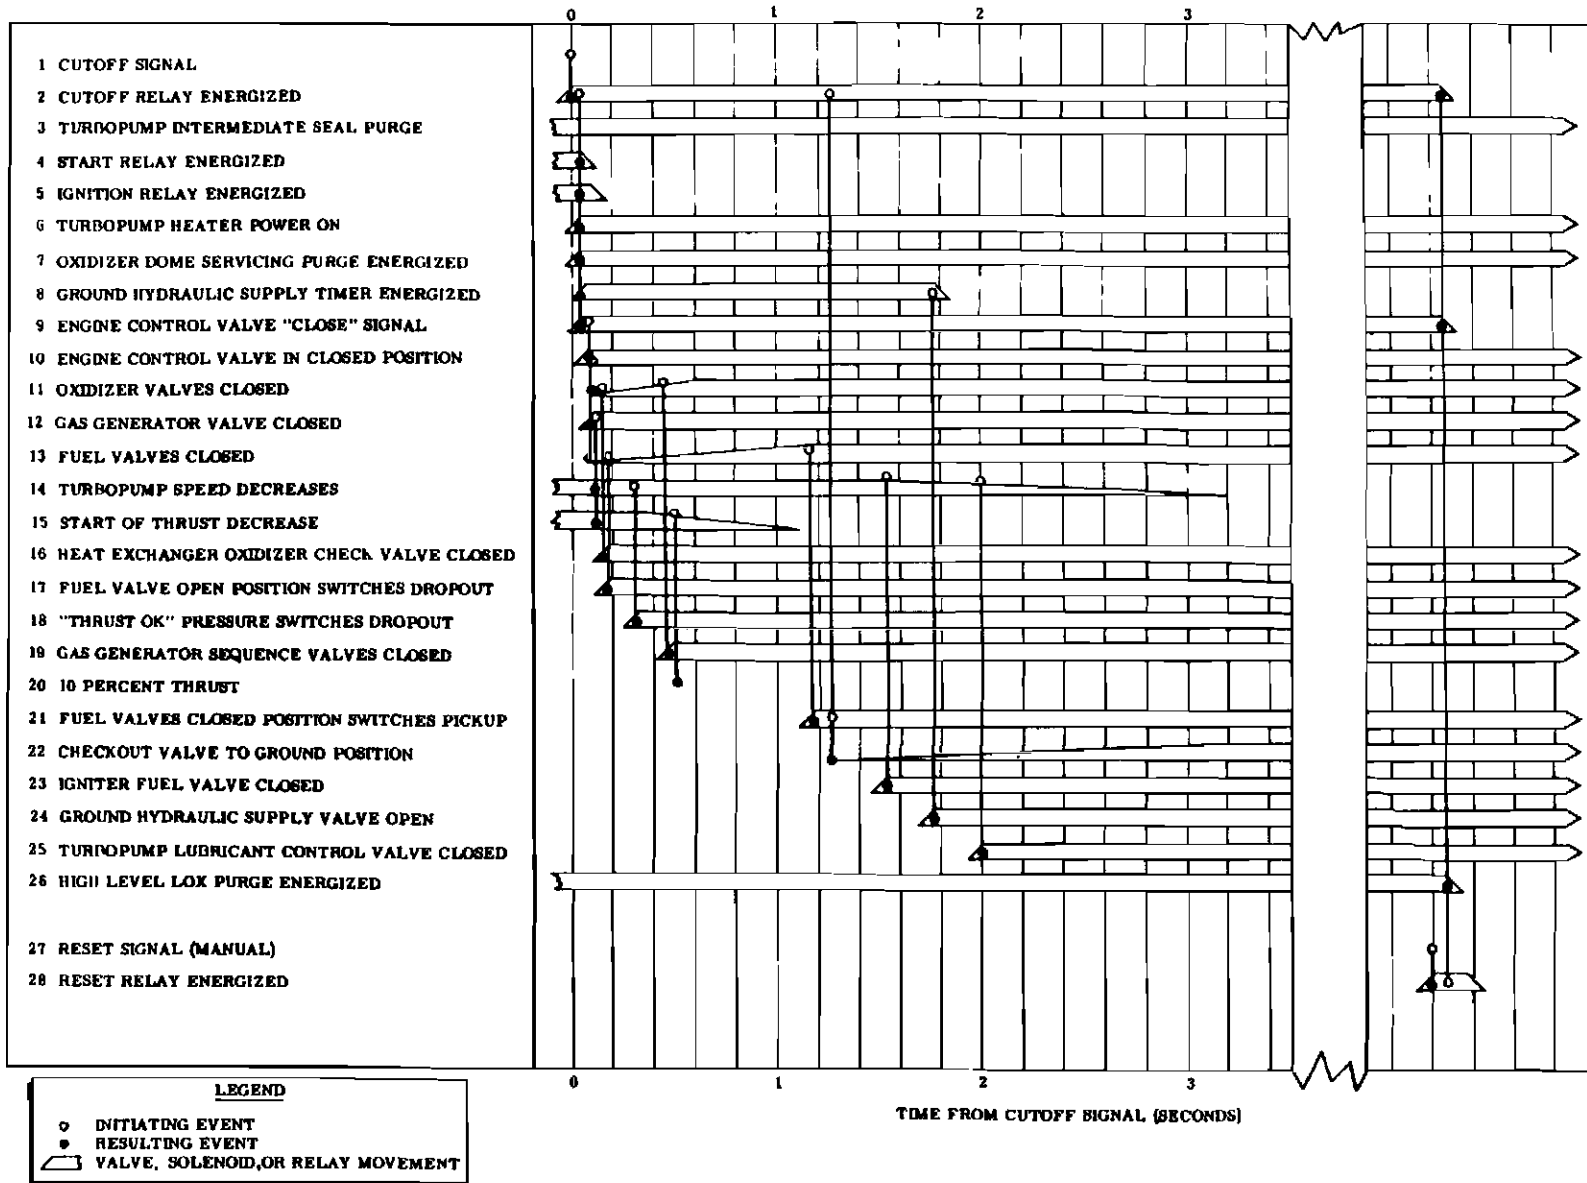 0 1 2 3
1 CUTOFF SIGNAL
2 CUTOFF RELAY ENERGIZED
3 TURBOPUMP INTERMEDIATE SEAL PURGE
4 START RELAY ENERGIZED
5 IGNITION RELAY ENERGIZED
6 TURBOPUMP HEATER POWER ON
7 OXIDIZER DOME SERVICING PURGE ENERGIZED
8 GROUND HYDRAULIC SUPPLY TIMER ENERGIZED
9 ENGINE CONTROL VALVE "CLOSE" SIGNAL
10 ENGINE CONTROL VALVE IN CLOSED POSITION
11 OXIDIZER VALVES CLOSED
12 GAS GENERATOR VALVE CLOSED
13 FUEL VALVES CLOSED
14 TURBOPUMP SPEED DECREASES
15 START OF THRUST DECREASE
16 HEAT EXCHANGER OXIDIZER CHECK VALVE CLOSED
17 FUEL VALVE OPEN POSITION SWITCHES DROPOUT
18 "THRUST OK" PRESSURE SWITCHES DROPOUT
19 GAS GENERATOR SEQUENCE VALVES CLOSED
20 10 PERCENT THRUST
21 FUEL VALVES CLOSED POSITION SWITCHES PICKUP
22 CHECKOUT VALVE TO GROUND POSITION
23 IGNITER FUEL VALVE CLOSED
24 GROUND HYDRAULIC SUPPLY VALVE OPEN
25 TURBOPUMP LUBRICANT CONTROL VALVE CLOSED
26 HIGH LEVEL LOX PURGE ENERGIZED
27 RESET SIGNAL (MANUAL)
28 RESET RELAY ENERGIZED
0 1 2 3
TIME FROM CUTOFF SIGNAL (SECONDS)
LEGEND
INITIATING EVENT
RESULTING EVENT
VALVE, SOLENOID, OR RELAY MOVEMENT